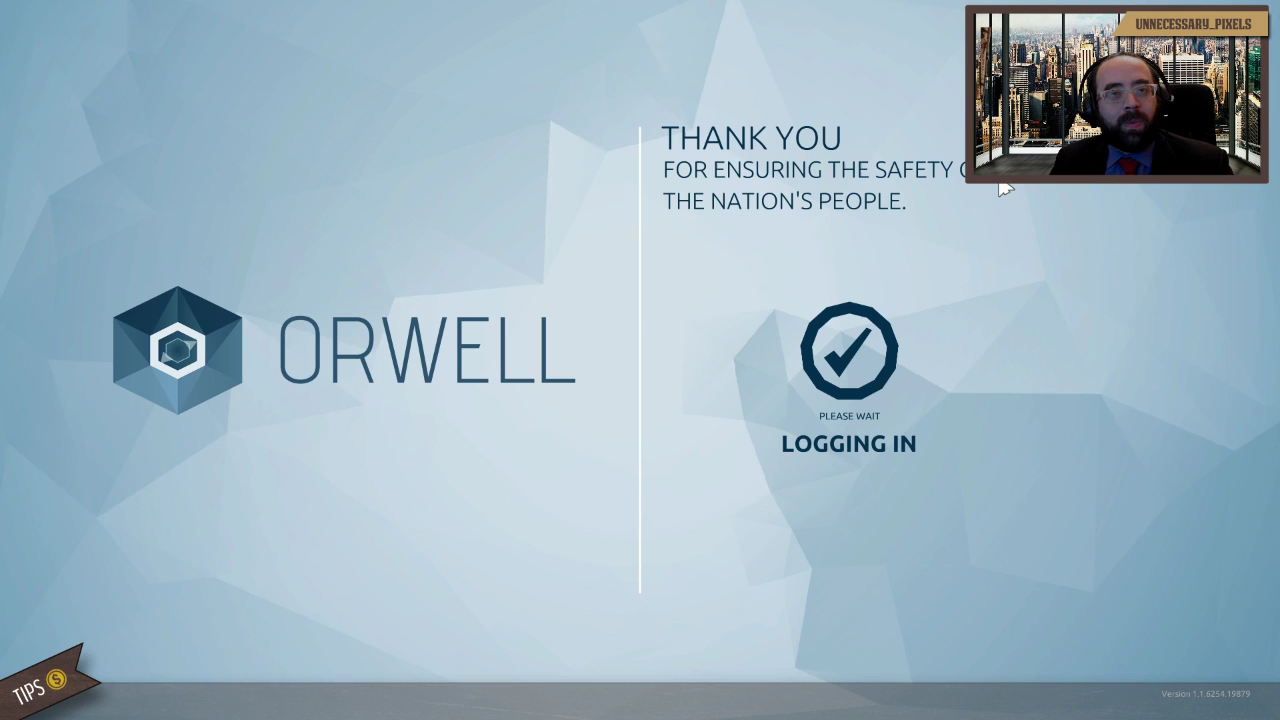 UNNECESSARY_PIXELS
THANK YOU
FOR ENSURING THE SAFETY
THE NATION'S PEOPLE.
ORWELL
PLEASE WAIT
LOGGING IN
TIPS
Version 1.1.6254.19879